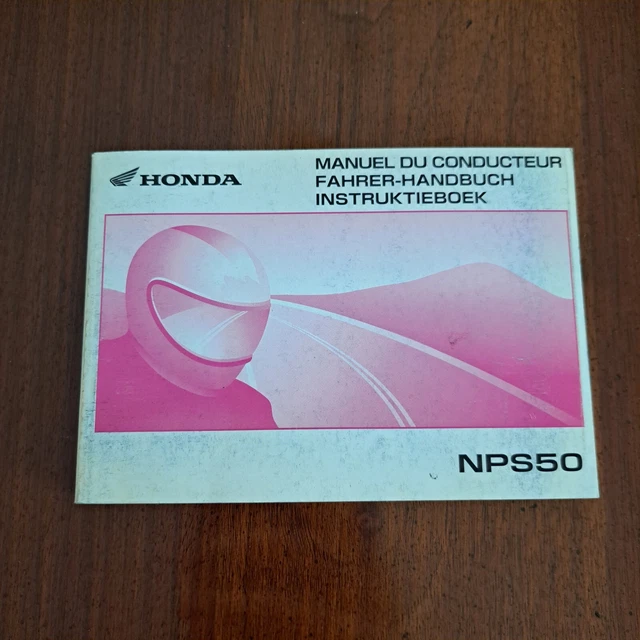 HONDA
MANUEL DU CONDUCTEUR
FAHRER-HANDBUCH
INSTRUKTIEBOEK
NPS50